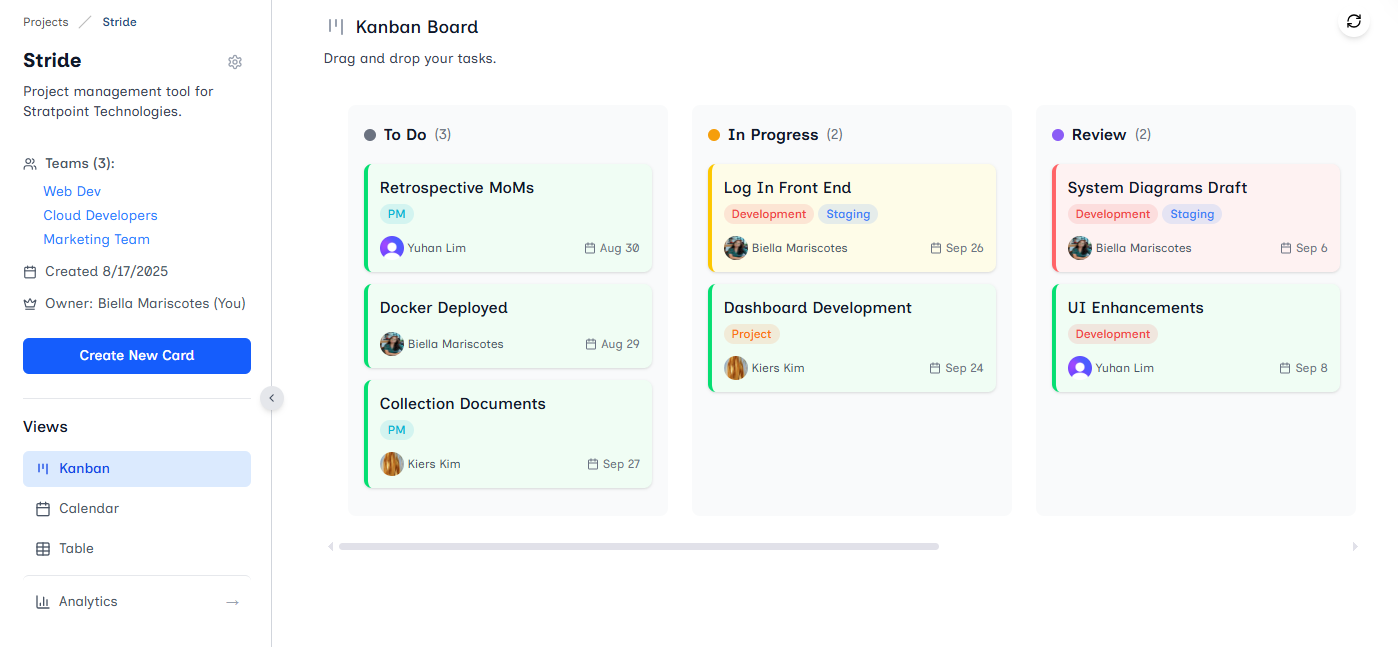 Projects / Stride
Stride
Project management tool for
Stratpoint Technologies.
Teams (3):
Web Dev
Cloud Developers
Marketing Team
Created 8/17/2025
Owner: Biella Mariscotes (You)
Create New Card
Views
Kanban
Calendar
Table
Analytics →
Kanban Board
Drag and drop your tasks.
To Do (3)
Retrospective MoMs
PM
Yuhan Lim Aug 30
Docker Deployed
Biella Mariscotes Aug 29
Collection Documents
PM
Kiers Kim Sep 27
In Progress (2)
Log In Front End
Development Staging
Biella Mariscotes Sep 26
Dashboard Development
Project
Kiers Kim Sep 24
Review (2)
System Diagrams Draft
Development Staging
Biella Mariscotes Sep 6
UI Enhancements
Development
Yuhan Lim Sep 8